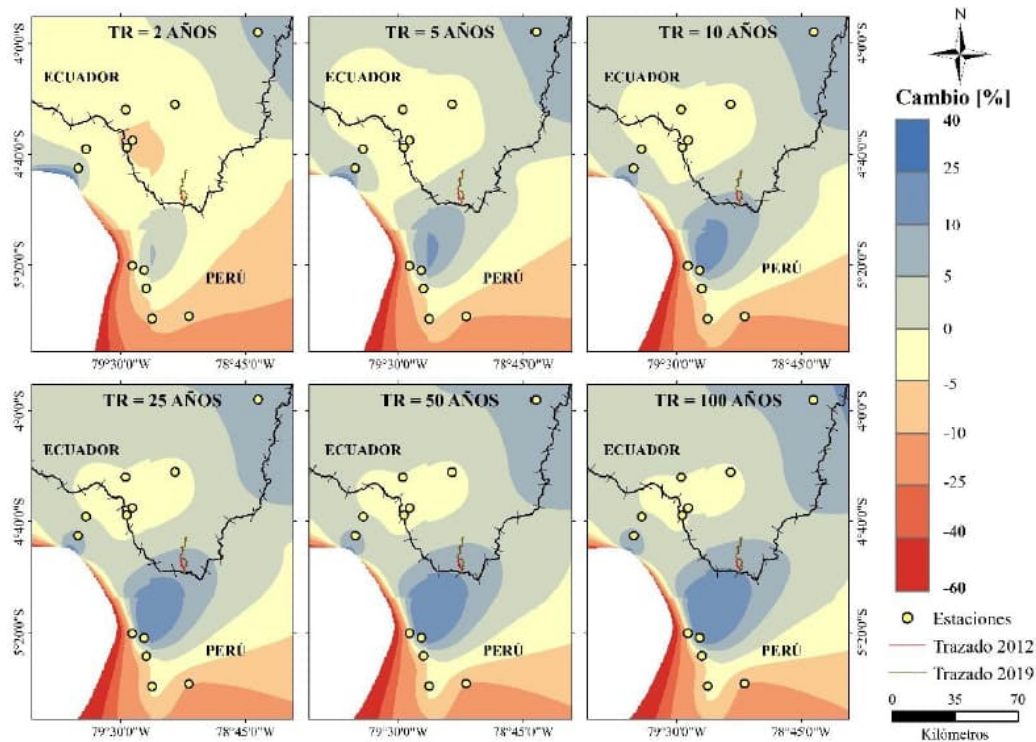 TR = 2 AÑOS
TR = 5 AÑOS
TR = 10 AÑOS
N
ECUADOR
ECUADOR
ECUADOR
PERÚ
PERÚ
PERÚ
4°0'0"S
4°40'0"S
5°20'0"S
4°0'0"S
4°40'0"S
5°20'0"S
79°30'0"W
78°45'0"W
79°30'0"W
78°45'0"W
79°30'0"W
78°45'0"W
TR = 25 AÑOS
TR = 50 AÑOS
TR = 100 AÑOS
ECUADOR
ECUADOR
ECUADOR
PERÚ
PERÚ
PERÚ
4°0'0"S
4°40'0"S
5°20'0"S
4°0'0"S
4°40'0"S
5°20'0"S
79°30'0"W
78°45'0"W
79°30'0"W
78°45'0"W
79°30'0"W
78°45'0"W
Cambio [%]
40
25
10
5
0
-5
-10
-25
-40
-60
Estaciones
Trazado 2012
Trazado 2019
0
35
70
Kilómetros